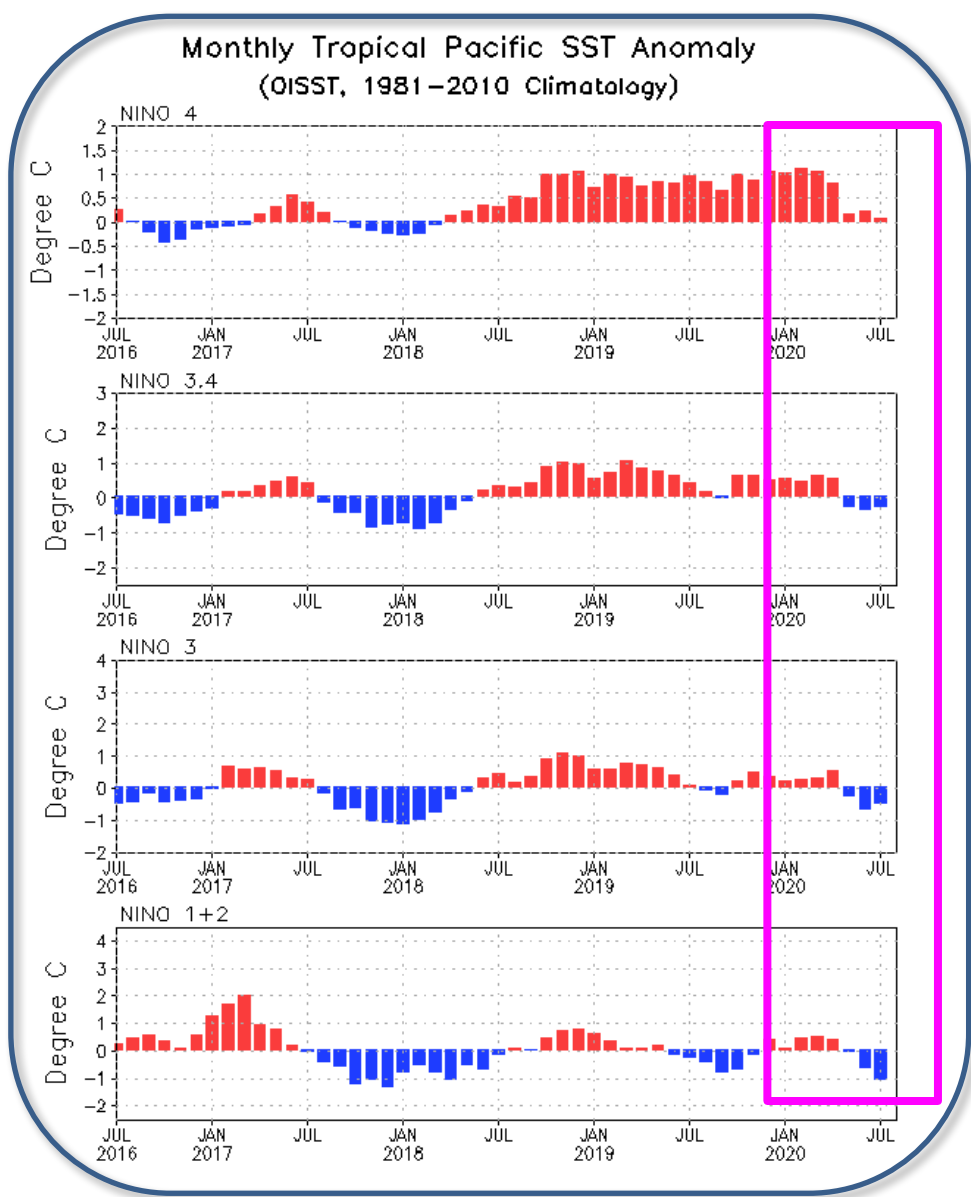 Monthly Tropical Pacific SST Anomaly
(OISST, 1981-2010 Climatology)
NINO 4
Degree C
2
1.5
1
0.5
0
-0.5
-1
-1.5
-2
JUL JAN JUL JAN JUL JAN JUL JAN JUL
2016 2017 2018 2019 2020
NINO 3.4
Degree C
3
2
1
0
-1
-2
JUL JAN JUL JAN JUL JAN JUL JAN JUL
2016 2017 2018 2019 2020
NINO 3
Degree C
4
3
2
1
0
-1
-2
JUL JAN JUL JAN JUL JAN JUL JAN JUL
2016 2017 2018 2019 2020
NINO 1+2
Degree C
4
3
2
1
0
-1
-2
JUL JAN JUL JAN JUL JAN JUL JAN JUL
2016 2017 2018 2019 2020